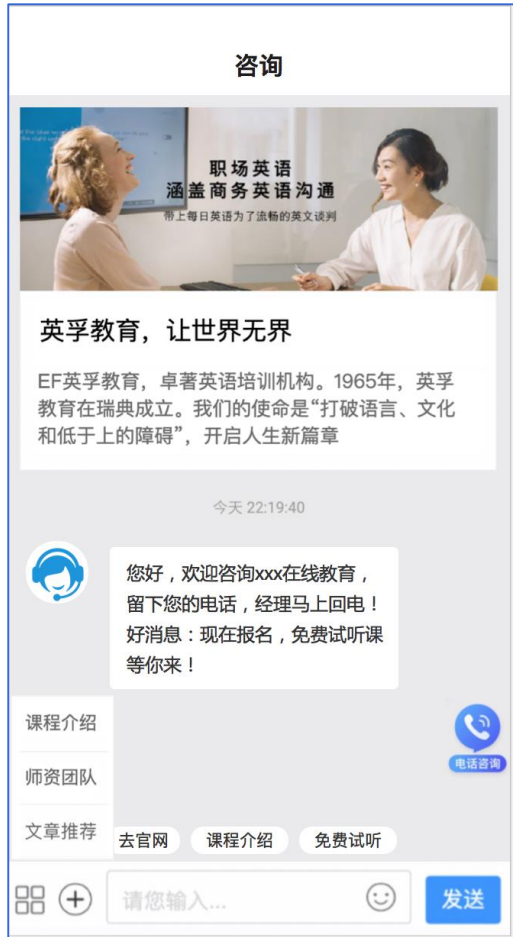 咨询
职场英语
涵盖商务英语沟通
带上每日英语为了流畅的英文谈判
英孚教育，让世界无界
EF英孚教育，卓著英语培训机构。1965年，英孚
教育在瑞典成立。我们的使命是“打破语言、文化
和低于上的障碍”，开启人生新篇章
今天 22:19:40
您好，欢迎咨询xxx在线教育，
留下您的电话，经理马上回电！
好消息：现在报名，免费试听课
等你来！
课程介绍
师资团队
文章推荐
电话咨询
去官网
课程介绍
免费试听
请您输入...
发送